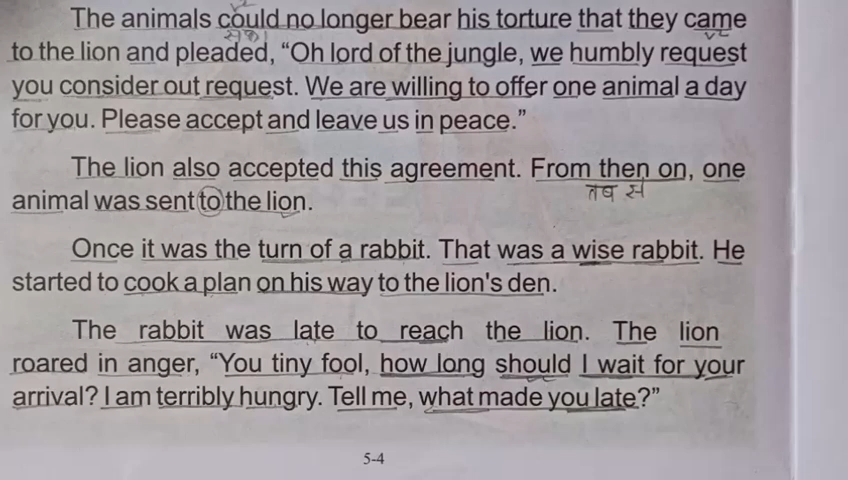 The animals could no longer bear his torture that they came
to the lion and pleaded, “Oh lord of the jungle, we humbly request
you consider out request. We are willing to offer one animal a day
for you. Please accept and leave us in peace.”
The lion also accepted this agreement. From then on, one
तब से
animal was sent to the lion.
Once it was the turn of a rabbit. That was a wise rabbit. He
started to cook a plan on his way to the lion's den.
The rabbit was late to reach the lion. The lion
roared in anger, “You tiny fool, how long should I wait for your
arrival? I am terribly hungry. Tell me, what made you late?”
5-4